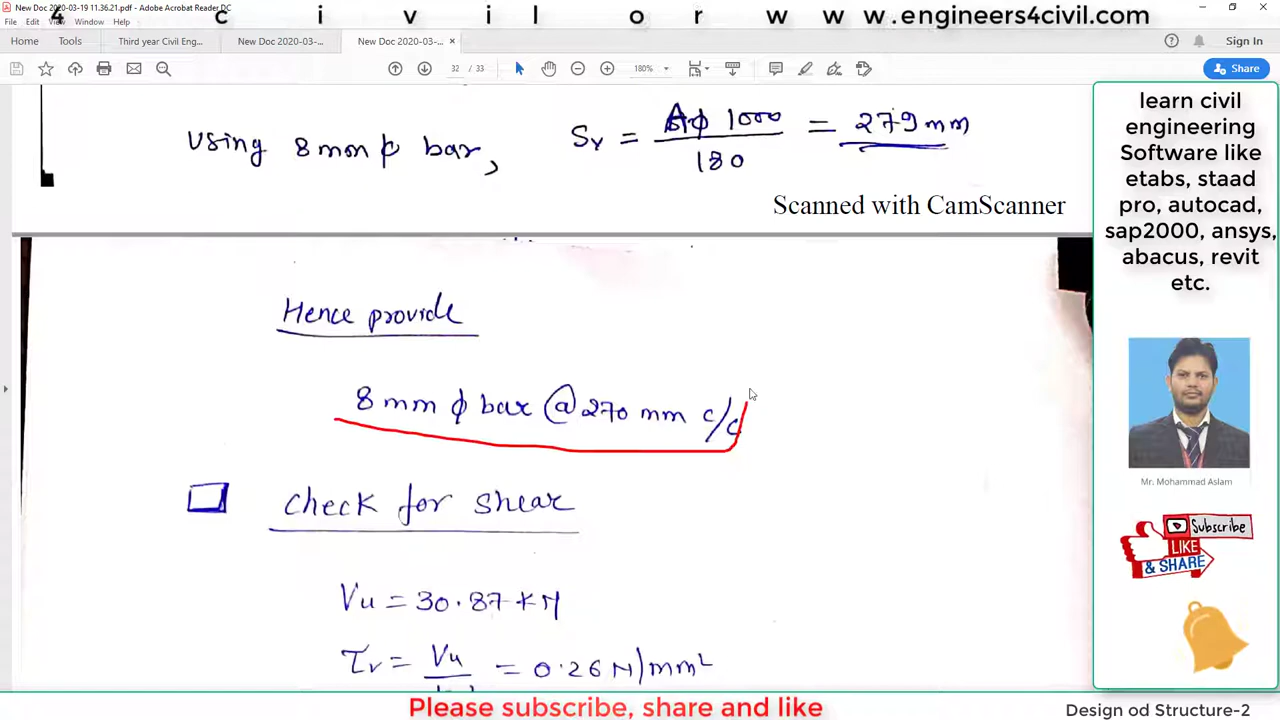 4 c i v i l o r w w w.engineers4civil.com
New Doc 2020-03-19 11.36.21.pdf - Adobe Acrobat Reader DC
File Edit View Window Help
Home Tools Third year Civil Eng... New Doc 2020-03-... New Doc 2020-03-... × Sign In
32 / 33 180% Share
Using 8 mm ϕ bar, Sv = Aϕ 1000 / 180 = 279 mm
Scanned with CamScanner
Hence provide
8 mm ϕ bar @ 270 mm c/c
Check for shear
Vu = 30.87 KN
τv = Vu = 0.26 N/mm²
learn civil
engineering
Software like
etabs, staad
pro, autocad,
sap2000, ansys,
abacus, revit
etc.
Mr. Mohammad Aslam
Subscribe
LIKE
& SHARE
Please subscribe, share and like
Design od Structure-2